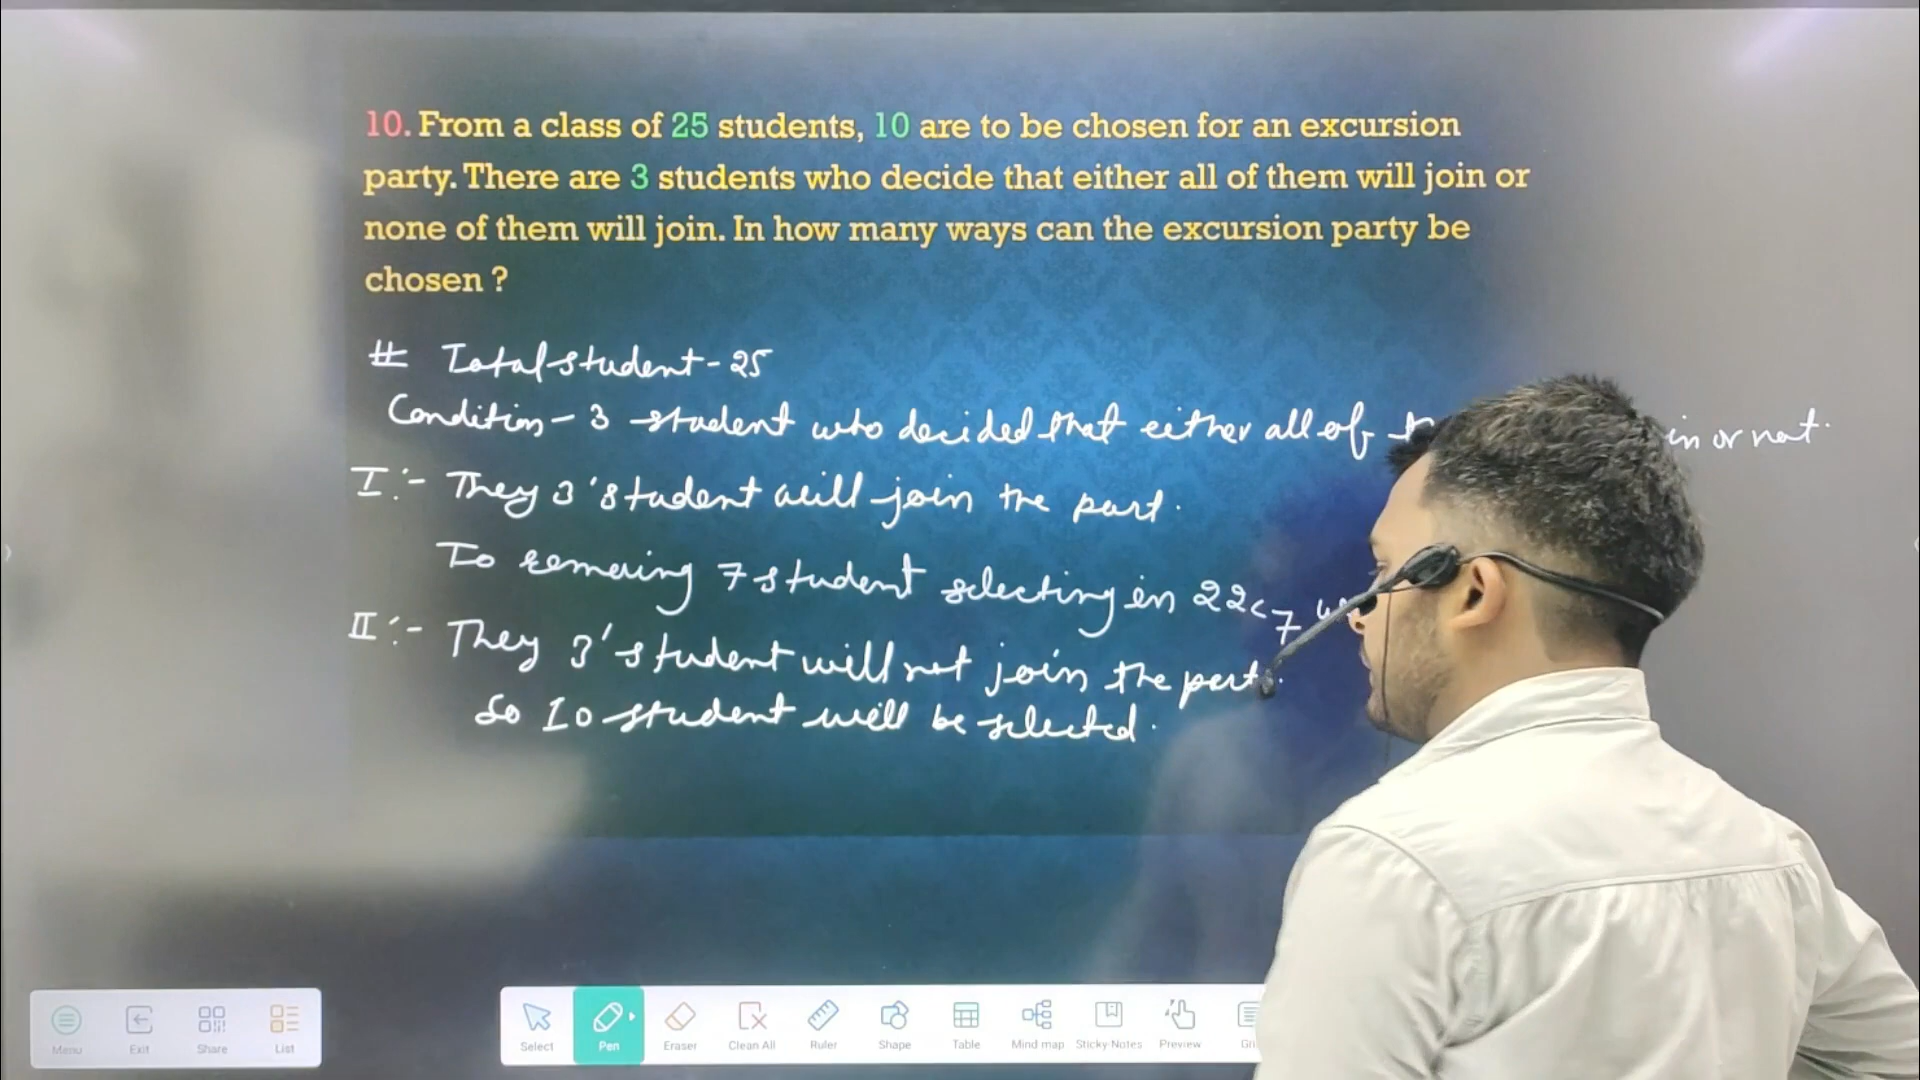 10. From a class of 25 students, 10 are to be chosen for an excursion
party. There are 3 students who decide that either all of them will join or
none of them will join. In how many ways can the excursion party be
chosen ?
# Total student - 25
Condition - 3 student who decided that either all of in or not.
I :- They 3's student will join the part.
To remaing 7 student selecting in 22c7
II :- They 3's student will not join the part.
So 10 student will be selected.
Menu Exit Share List Select Pen Eraser Clean All Ruler Shape Table Mind map Sticky Notes Preview